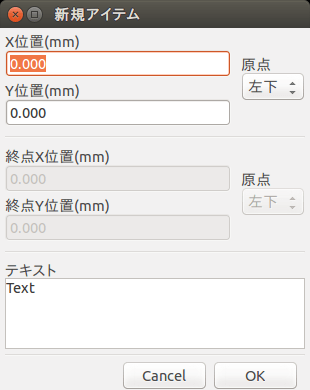 新規アイテム
X位置(mm)
0.000
原点
左下
Y位置(mm)
0.000
終点X位置(mm)
0.000
原点
左下
終点Y位置(mm)
0.000
テキスト
Text
Cancel OK